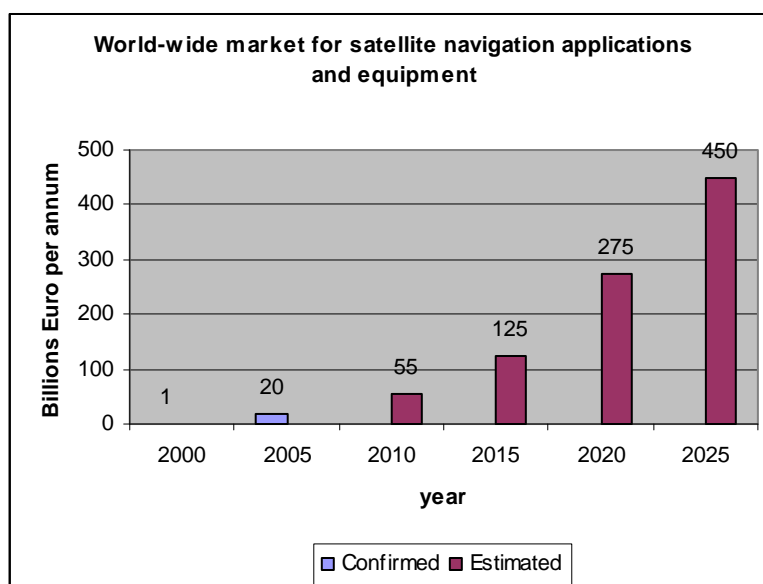 World-wide market for satellite navigation applications
and equipment
Billions Euro per annum
500
400
300
200
100
0
1
20
55
125
275
450
2000 2005 2010 2015 2020 2025
year
Confirmed Estimated